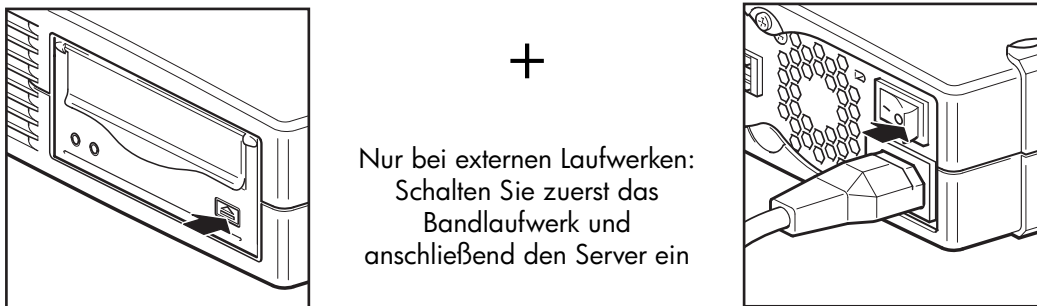 +
Nur bei externen Laufwerken:
Schalten Sie zuerst das
Bandlaufwerk und
anschließend den Server ein